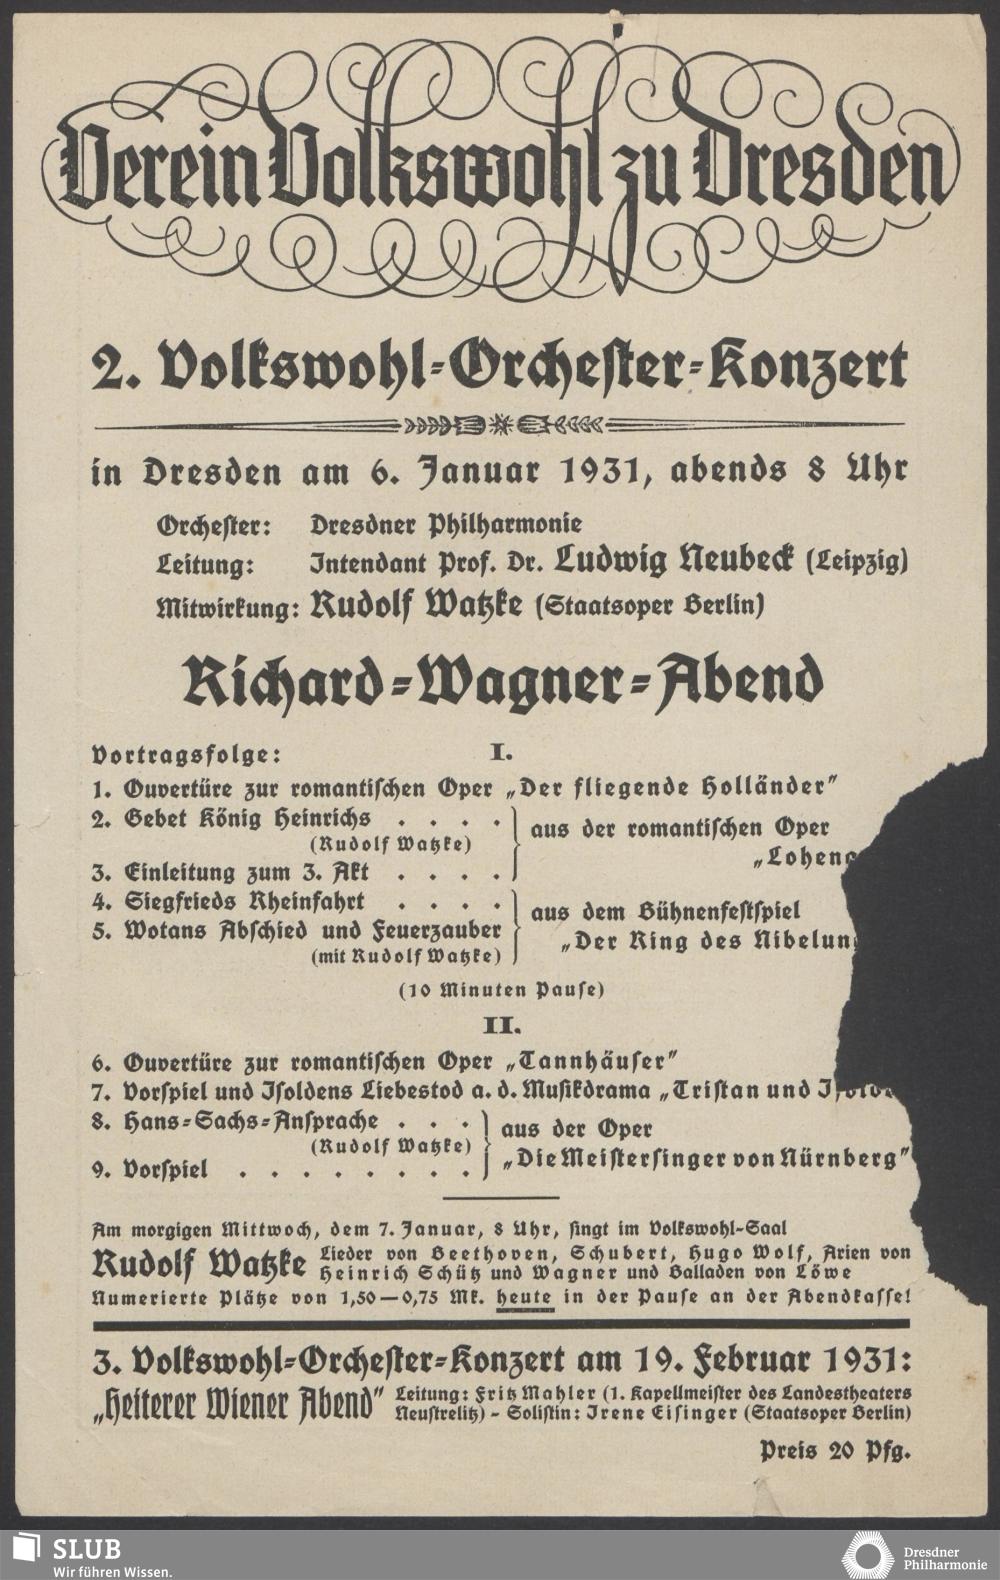 Verein Volkswohl zu Dresden
2. Volkswohl-Orchester-Konzert
in Dresden am 6. Januar 1931, abends 8 Uhr
Orchester: Dresdner Philharmonie
Leitung: Intendant Prof. Dr. Ludwig Neubeck (Leipzig)
Mitwirkung: Rudolf Watzke (Staatsoper Berlin)
Richard-Wagner-Abend
Vortragsfolge: I.
1. Ouvertüre zur romantischen Oper „Der fliegende Holländer"
2. Gebet König Heinrichs . . . .
(Rudolf Watzke)
3. Einleitung zum 3. Akt . . . .
aus der romantischen Oper
„Loheng
4. Siegfrieds Rheinfahrt . . . .
5. Wotans Abschied und Feuerzauber
(mit Rudolf Watzke)
aus dem Bühnenfestspiel
„Der Ring des Nibelung
(10 Minuten Pause)
II.
6. Ouvertüre zur romantischen Oper „Tannhäuser"
7. Vorspiel und Isoldens Liebestod a. d. Musikdrama „Tristan und Isolde
8. Hans-Sachs-Ansprache . . .
(Rudolf Watzke)
9. Vorspiel . . . . . . . .
aus der Oper
„Die Meistersinger von Nürnberg"
Am morgigen Mittwoch, dem 7. Januar, 8 Uhr, singt im Volkswohl-Saal
Rudolf Watzke Lieder von Beethoven, Schubert, Hugo Wolf, Arien von
Heinrich Schütz und Wagner und Balladen von Löwe
Numerierte Plätze von 1,50—0,75 Mk. heute in der Pause an der Abendkasse!
3. Volkswohl-Orchester-Konzert am 19. Februar 1931:
„Heiterer Wiener Abend" Leitung: Fritz Mahler (1. Kapellmeister des Landestheaters
Neustrelitz) - Solistin: Irene Eisinger (Staatsoper Berlin)
Preis 20 Pfg.
SLUB
Wir führen Wissen.
Dresdner
Philharmonie